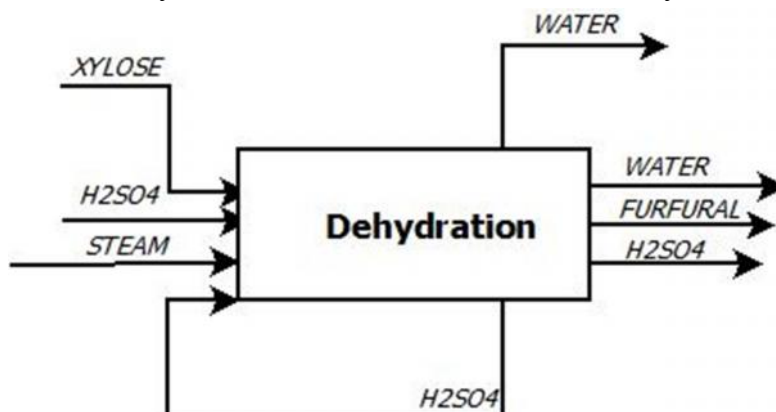 WATER
XYLOSE
WATER
H2SO4
FURFURAL
Dehydration
STEAM
H2SO4
H2SO4